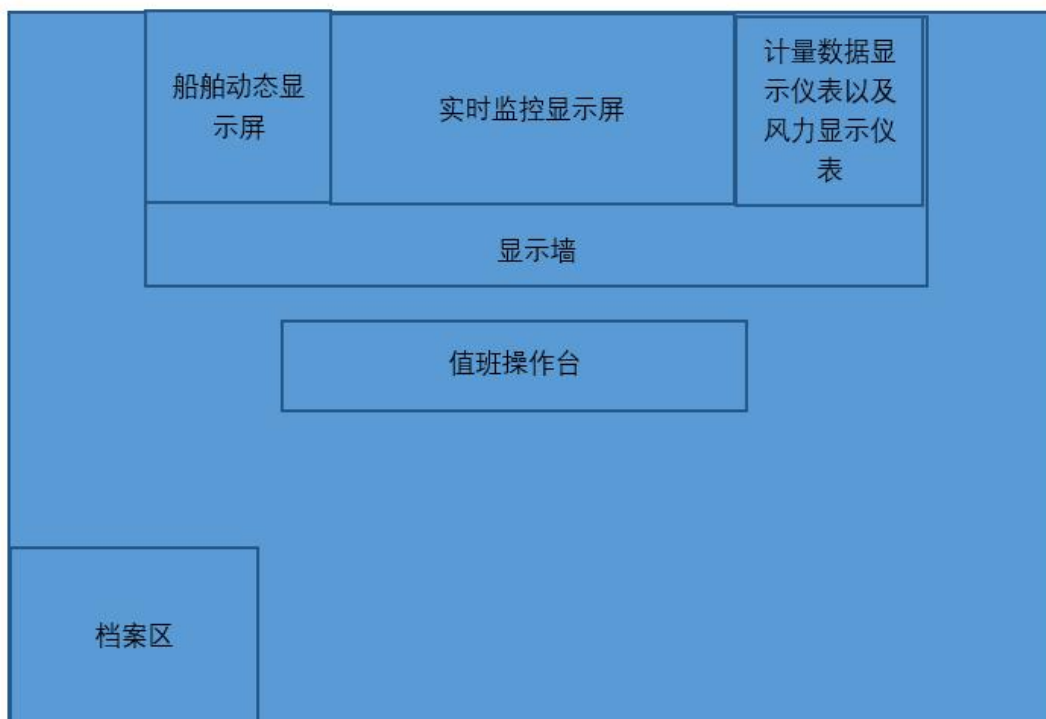 船舶动态显
示屏
实时监控显示屏
计量数据显
示仪表以及
风力显示仪
表
显示墙
值班操作台
档案区